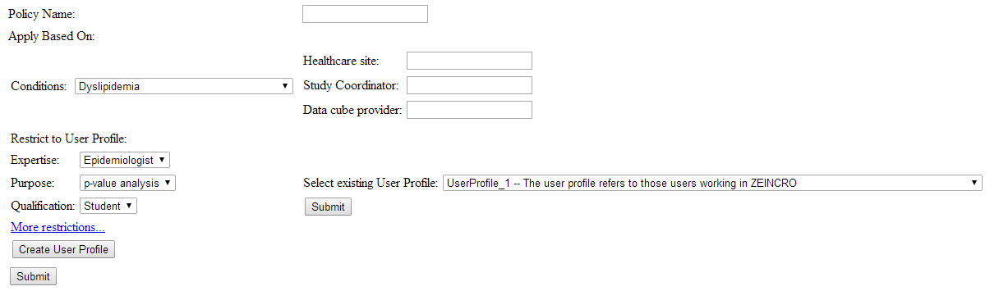 Policy Name:
Apply Based On:
Healthcare site:
Conditions: Dyslipidemia
Study Coordinator:
Data cube provider:
Restrict to User Profile:
Expertise: Epidemiologist
Purpose: p-value analysis
Select existing User Profile: UserProfile_1 -- The user profile refers to those users working in ZEINCRO
Qualification: Student
Submit
More restrictions...
Create User Profile
Submit